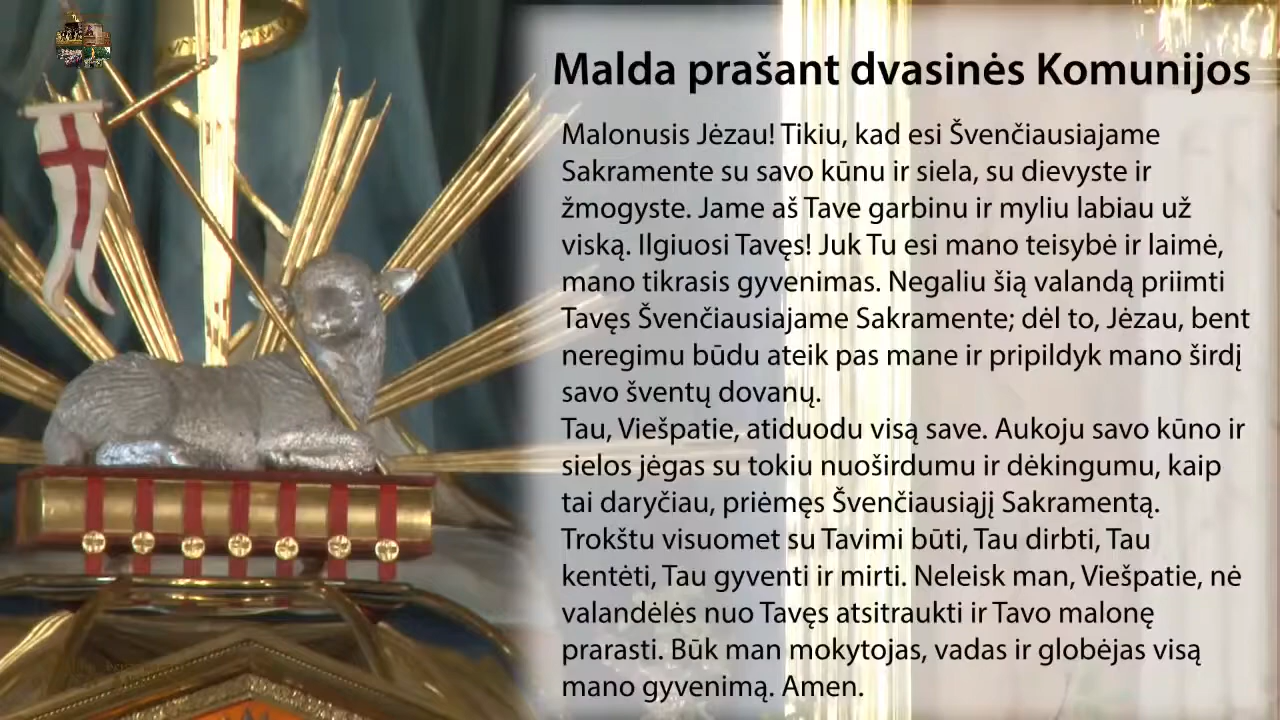 Malda prašant dvasinės Komunijos
Malonusis Jėzau! Tikiu, kad esi Švenčiausiajame
Sakramente su savo kūnu ir siela, su dievyste ir
žmogyste. Jame aš Tave garbinu ir myliu labiau už
viską. Ilgiuosi Tavęs! Juk Tu esi mano teisybė ir laimė,
mano tikrasis gyvenimas. Negaliu šią valandą priimti
Tavęs Švenčiausiajame Sakramente; dėl to, Jėzau, bent
neregimu būdu ateik pas mane ir pripildyk mano širdį
savo šventų dovanų.
Tau, Viešpatie, atiduodu visą save. Aukoju savo kūno ir
sielos jėgas su tokiu nuoširdumu ir dėkingumu, kaip
tai daryčiau, priėmęs Švenčiausiąjį Sakramentą.
Trokštu visuomet su Tavimi būti, Tau dirbti, Tau
kentėti, Tau gyventi ir mirti. Neleisk man, Viešpatie, nė
valandėlės nuo Tavęs atsitraukti ir Tavo malonę
prarasti. Būk man mokytojas, vadas ir globėjas visą
mano gyvenimą. Amen.